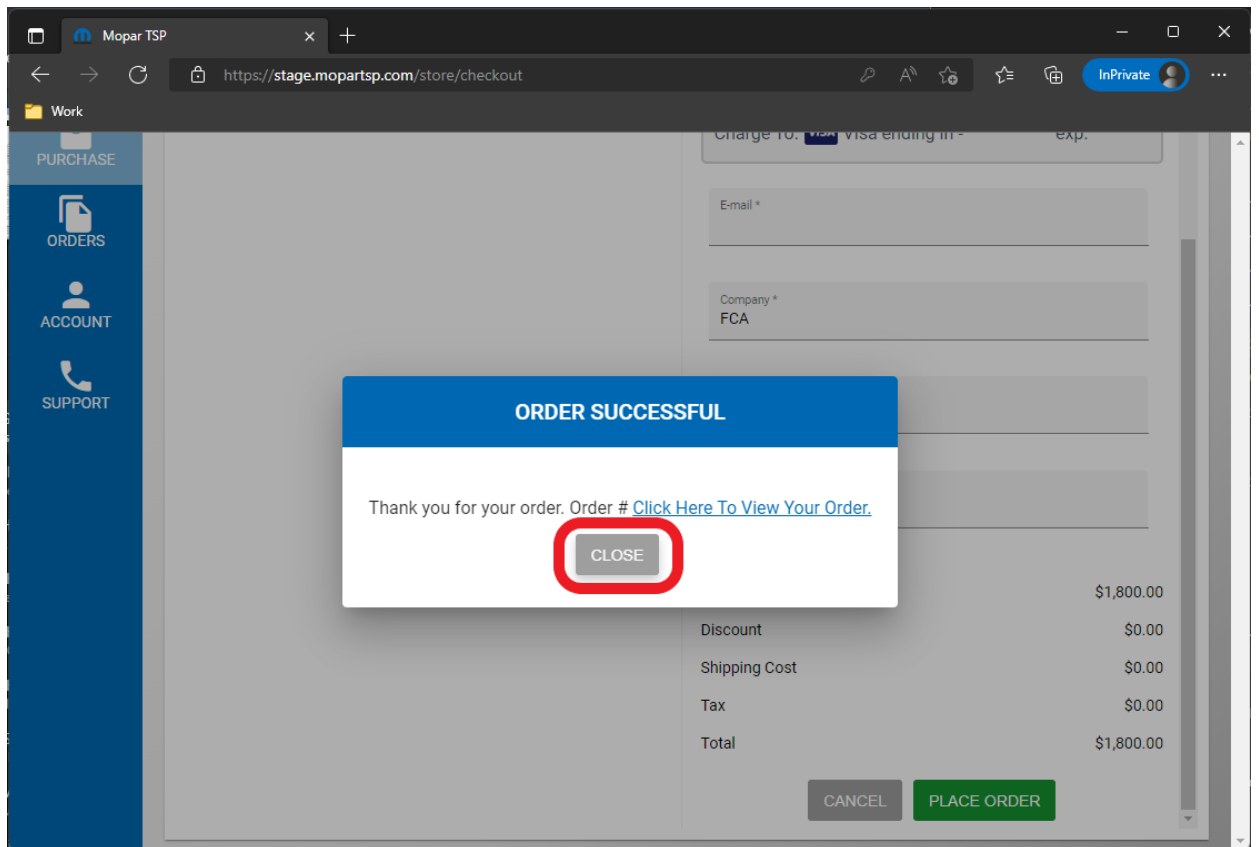 Mopar TSP
https://stage.mopartsp.com/store/checkout
InPrivate
Work
PURCHASE
ORDERS
ACCOUNT
SUPPORT
Charge To: VISA Visa ending in - exp.
E-mail *
Company *
FCA
ORDER SUCCESSFUL
Thank you for your order. Order # Click Here To View Your Order.
CLOSE
$1,800.00
Discount $0.00
Shipping Cost $0.00
Tax $0.00
Total $1,800.00
CANCEL PLACE ORDER